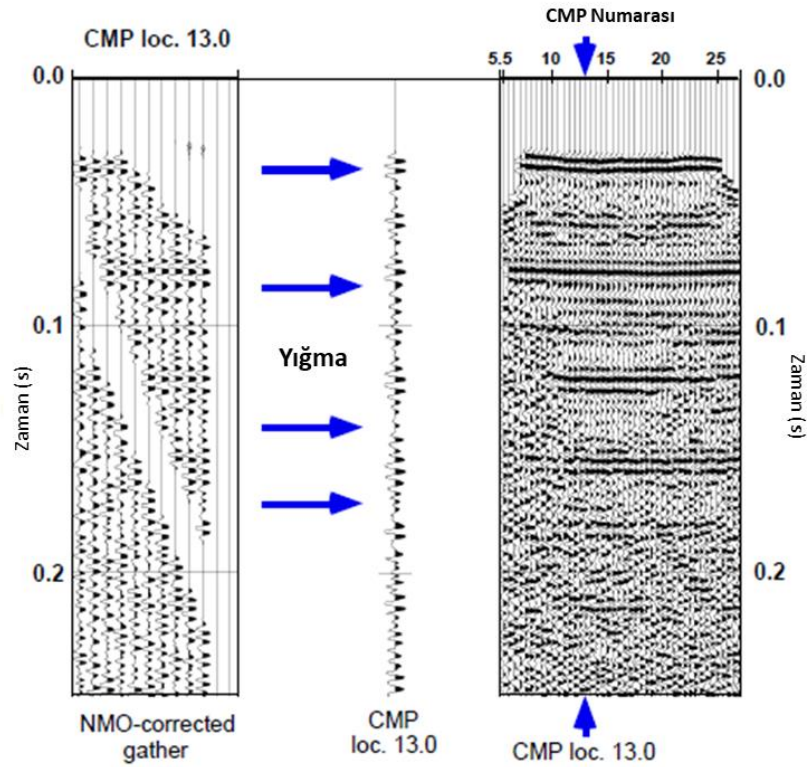 CMP Numarası
CMP loc. 13.0
5.5 10 15 20 25
0.0
0.0
0.1
0.1
Yığma
Zaman (s)
Zaman (s)
0.2
0.2
NMO-corrected
gather
CMP
loc. 13.0
CMP loc. 13.0